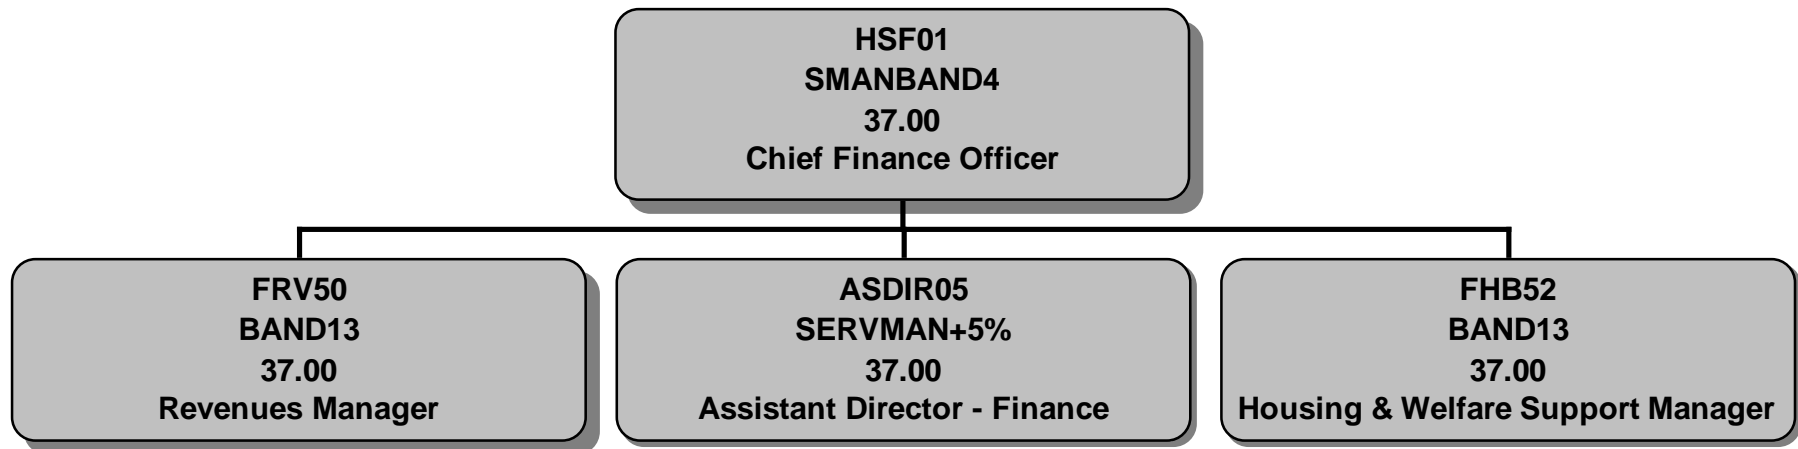 HSF01
SMANBAND4
37.00
Chief Finance Officer
FRV50
BAND13
37.00
Revenues Manager
ASDIR05
SERVMAN+5%
37.00
Assistant Director - Finance
FHB52
BAND13
37.00
Housing & Welfare Support Manager